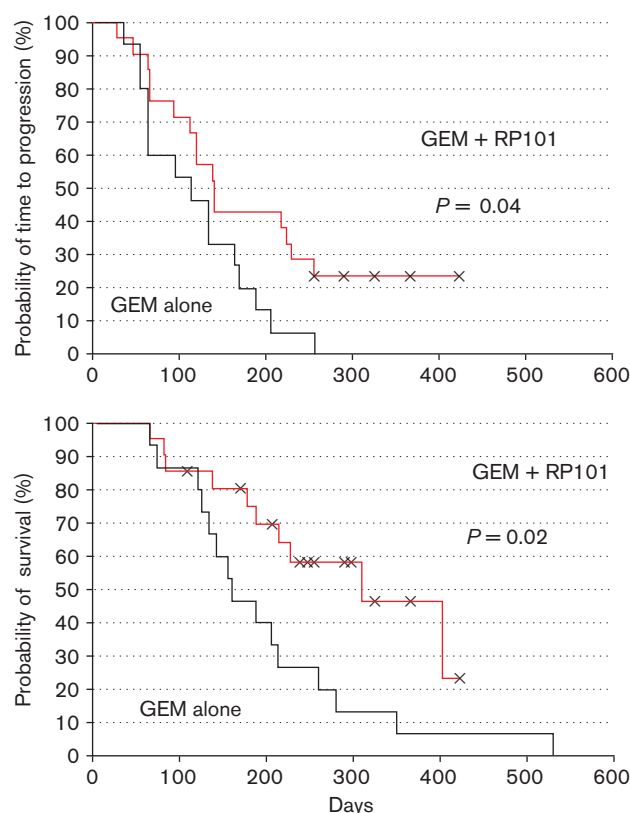 Probability of time to progression (%)
100
90
80
70
60
50
40
30
20
10
0
GEM + RP101
P = 0.04
GEM alone
0 100 200 300 400 500 600
Probability of survival (%)
100
90
80
70
60
50
40
30
20
10
0
GEM + RP101
P = 0.02
GEM alone
0 100 200 300 400 500 600
Days